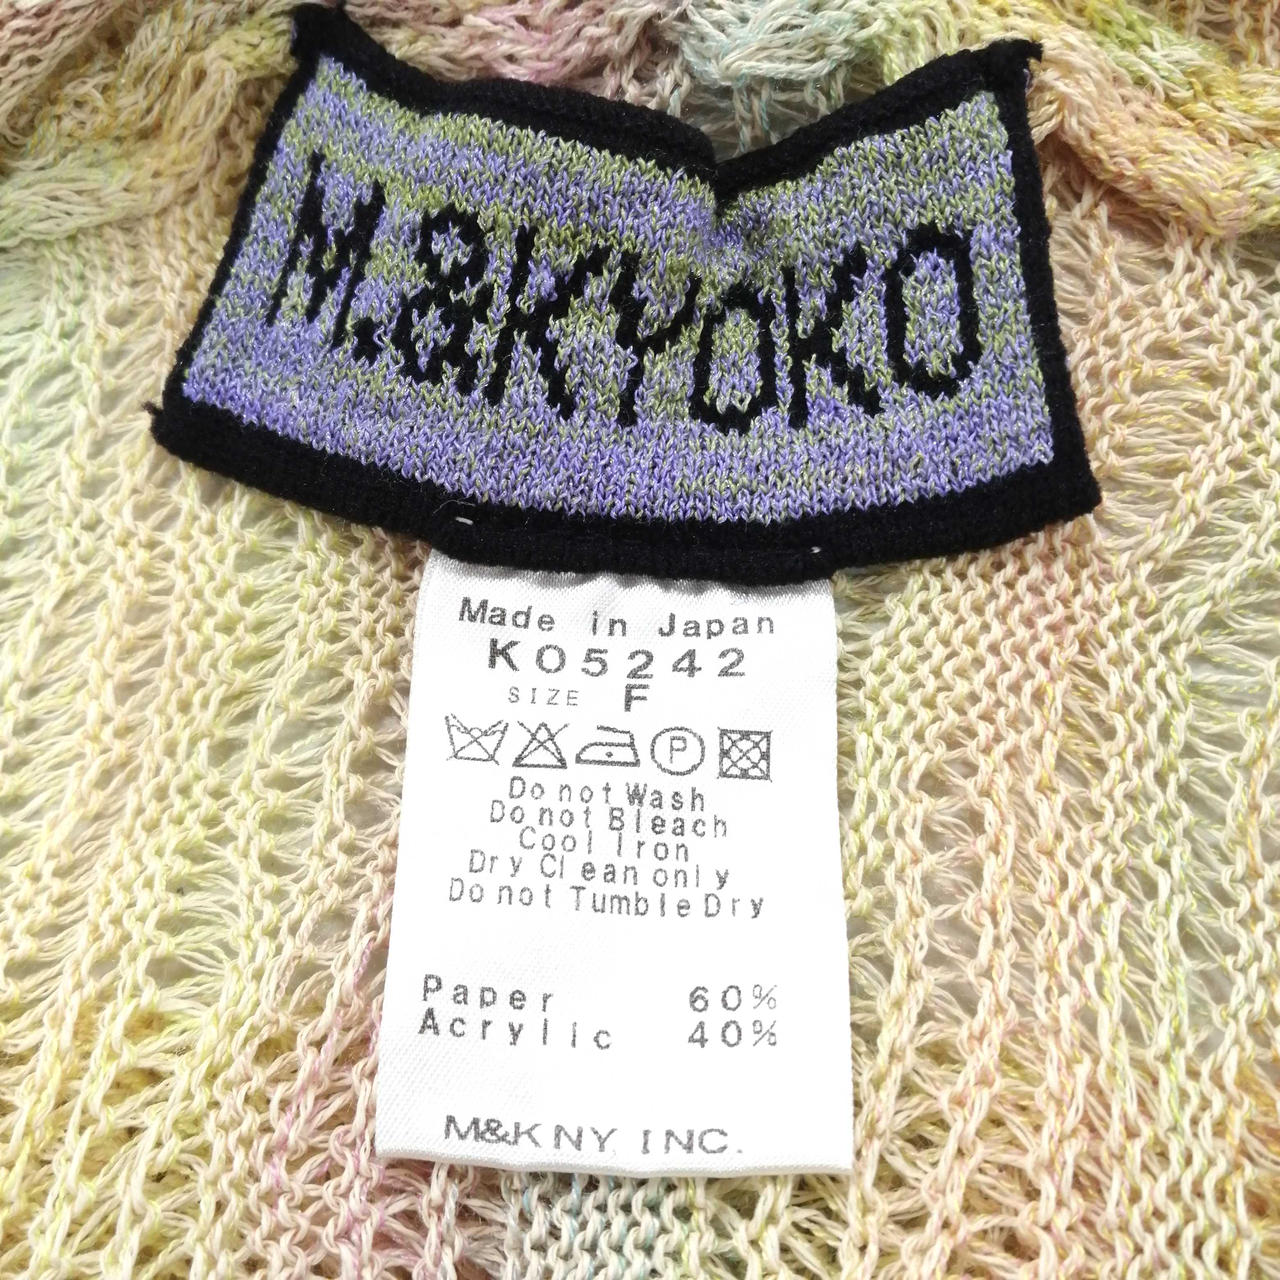 M.&KYOKO
Made in Japan
K05242
SIZE F
P
Do not Wash
Do not Bleach
Cool Iron
Dry Clean only
Do not Tumble Dry
Paper 60%
Acrylic 40%
M&K NY INC.